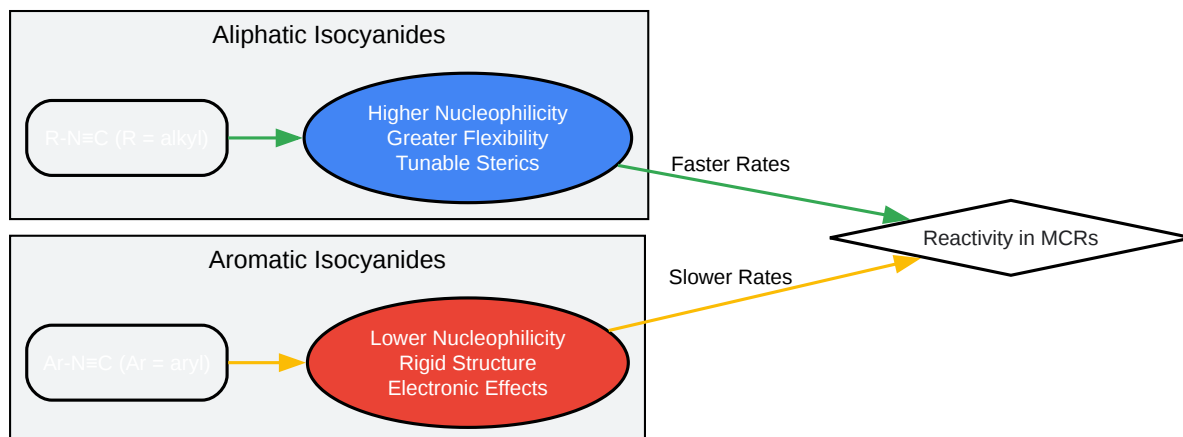 Aliphatic Isocyanides
R-N≡C (R = alkyl)
Higher Nucleophilicity
Greater Flexibility
Tunable Sterics
Faster Rates
Reactivity in MCRs
Aromatic Isocyanides
Slower Rates
Ar-N≡C (Ar = aryl)
Lower Nucleophilicity
Rigid Structure
Electronic Effects